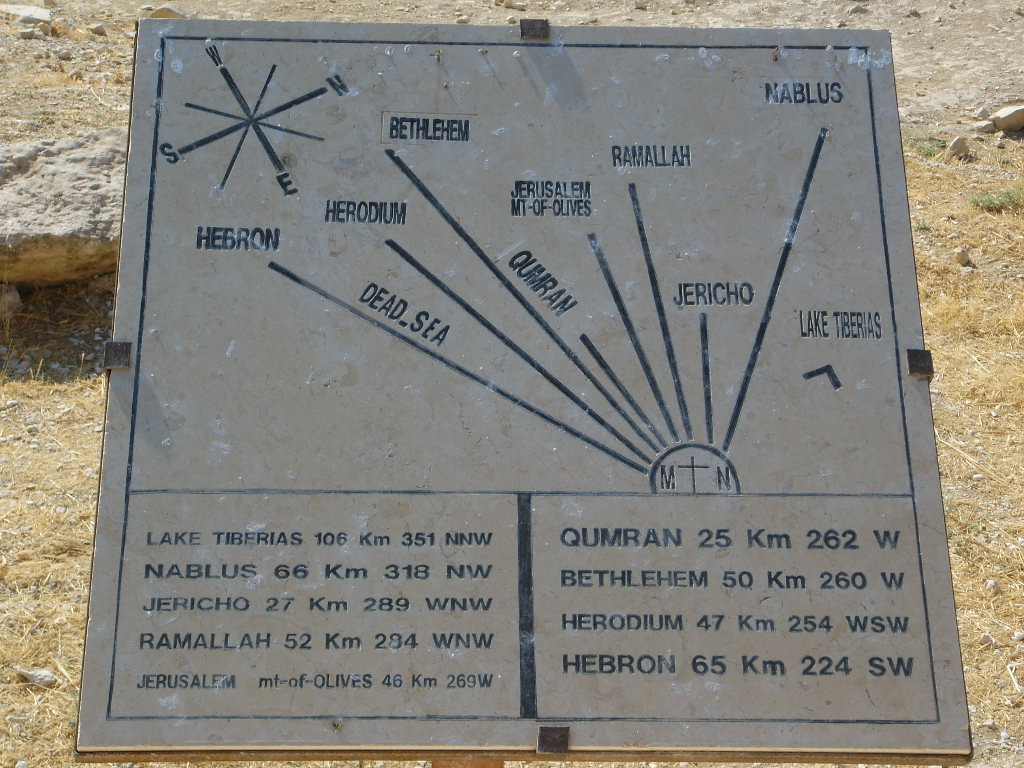 W
N
S
E
BETHLEHEM
NABLUS
RAMALLAH
JERUSALEM
MT-OF-OLIVES
HERODIUM
HEBRON
QUMRAN
DEAD_SEA
JERICHO
LAKE TIBERIAS
M N
LAKE TIBERIAS 106 Km 351 NNW
NABLUS 66 Km 318 NW
JERICHO 27 Km 289 WNW
RAMALLAH 52 Km 284 WNW
JERUSALEM mt-of-OLIVES 46 Km 269W
QUMRAN 25 Km 262 W
BETHLEHEM 50 Km 260 W
HERODIUM 47 Km 254 WSW
HEBRON 65 Km 224 SW